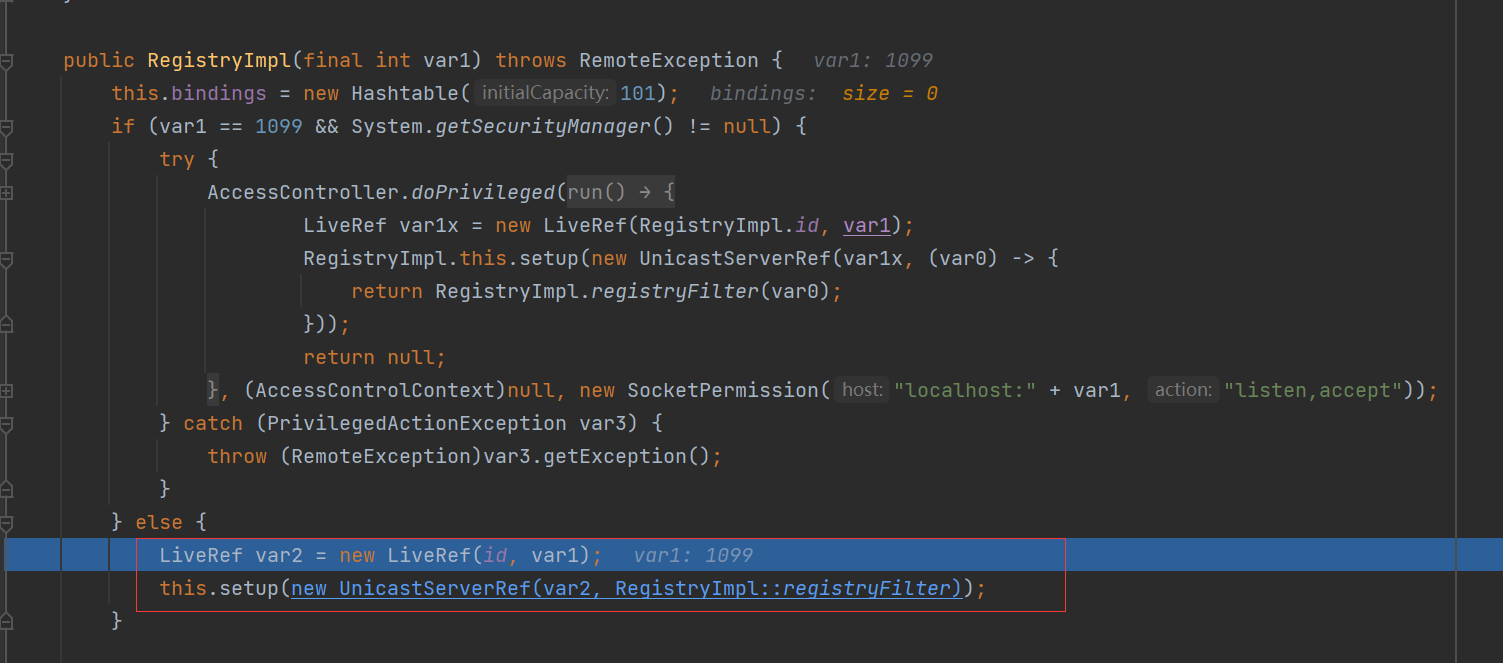 public RegistryImpl(final int var1) throws RemoteException {  var1: 1099
this.bindings = new Hashtable( initialCapacity: 101);  bindings:  size = 0
if (var1 == 1099 && System.getSecurityManager() != null) {
try {
AccessController.doPrivileged(run() → {
LiveRef var1x = new LiveRef(RegistryImpl.id, var1);
RegistryImpl.this.setup(new UnicastServerRef(var1x, (var0) -> {
return RegistryImpl.registryFilter(var0);
}));
return null;
}, (AccessControlContext)null, new SocketPermission( host: "localhost:" + var1, action: "listen,accept"));
} catch (PrivilegedActionException var3) {
throw (RemoteException)var3.getException();
}
} else {
LiveRef var2 = new LiveRef(id, var1);  var1: 1099
this.setup(new UnicastServerRef(var2, RegistryImpl::registryFilter));
}